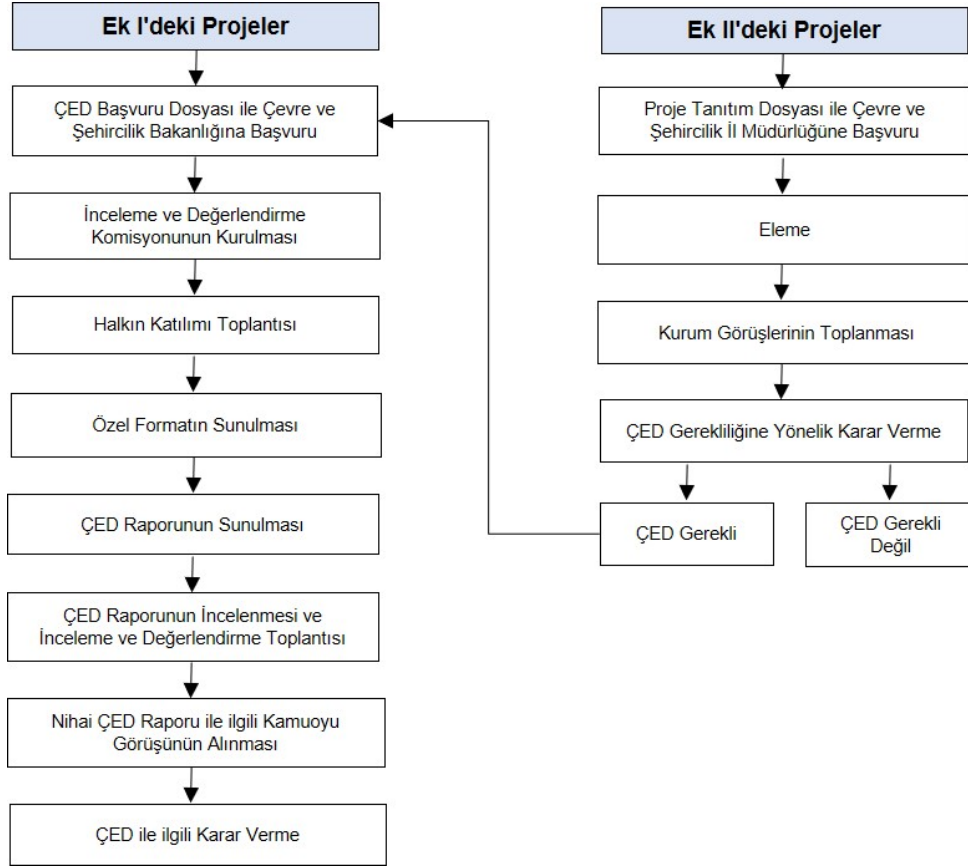 Ek I'deki Projeler
ÇED Başvuru Dosyası ile Çevre ve
Şehircilik Bakanlığına Başvuru
İnceleme ve Değerlendirme
Komisyonunun Kurulması
Halkın Katılımı Toplantısı
Özel Formatın Sunulması
ÇED Raporunun Sunulması
ÇED Raporunun İncelenmesi ve
İnceleme ve Değerlendirme Toplantısı
Nihai ÇED Raporu ile ilgili Kamuoyu
Görüşünün Alınması
ÇED ile ilgili Karar Verme
Ek II'deki Projeler
Proje Tanıtım Dosyası ile Çevre ve
Şehircilik İl Müdürlüğüne Başvuru
Eleme
Kurum Görüşlerinin Toplanması
ÇED Gerekliliğine Yönelik Karar Verme
ÇED Gerekli
ÇED Gerekli
Değil